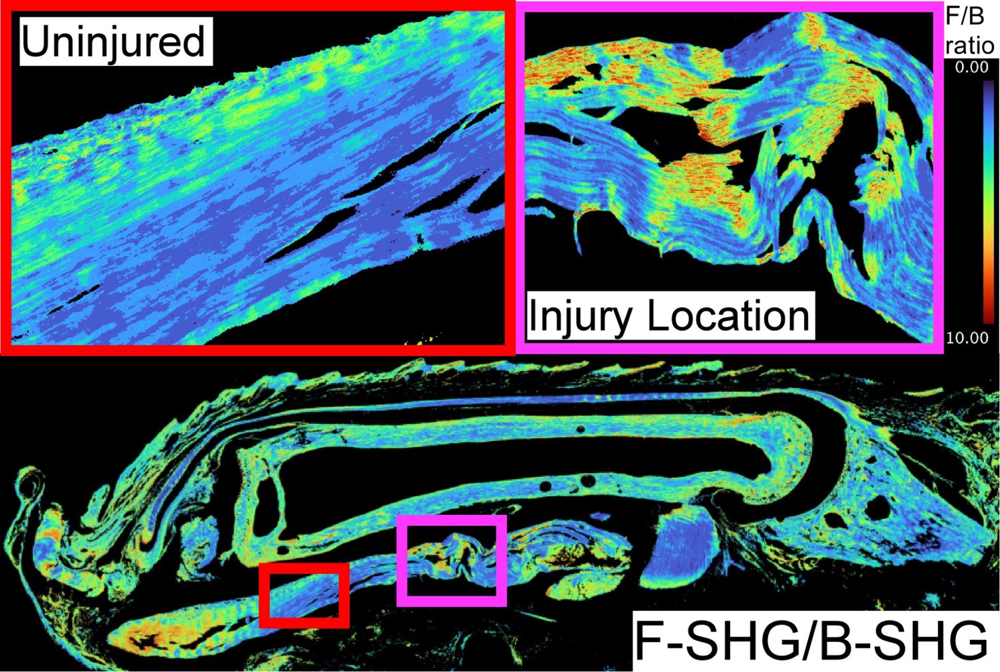 Uninjured
Injury Location
F/B
ratio
0.00
10.00
F-SHG/B-SHG